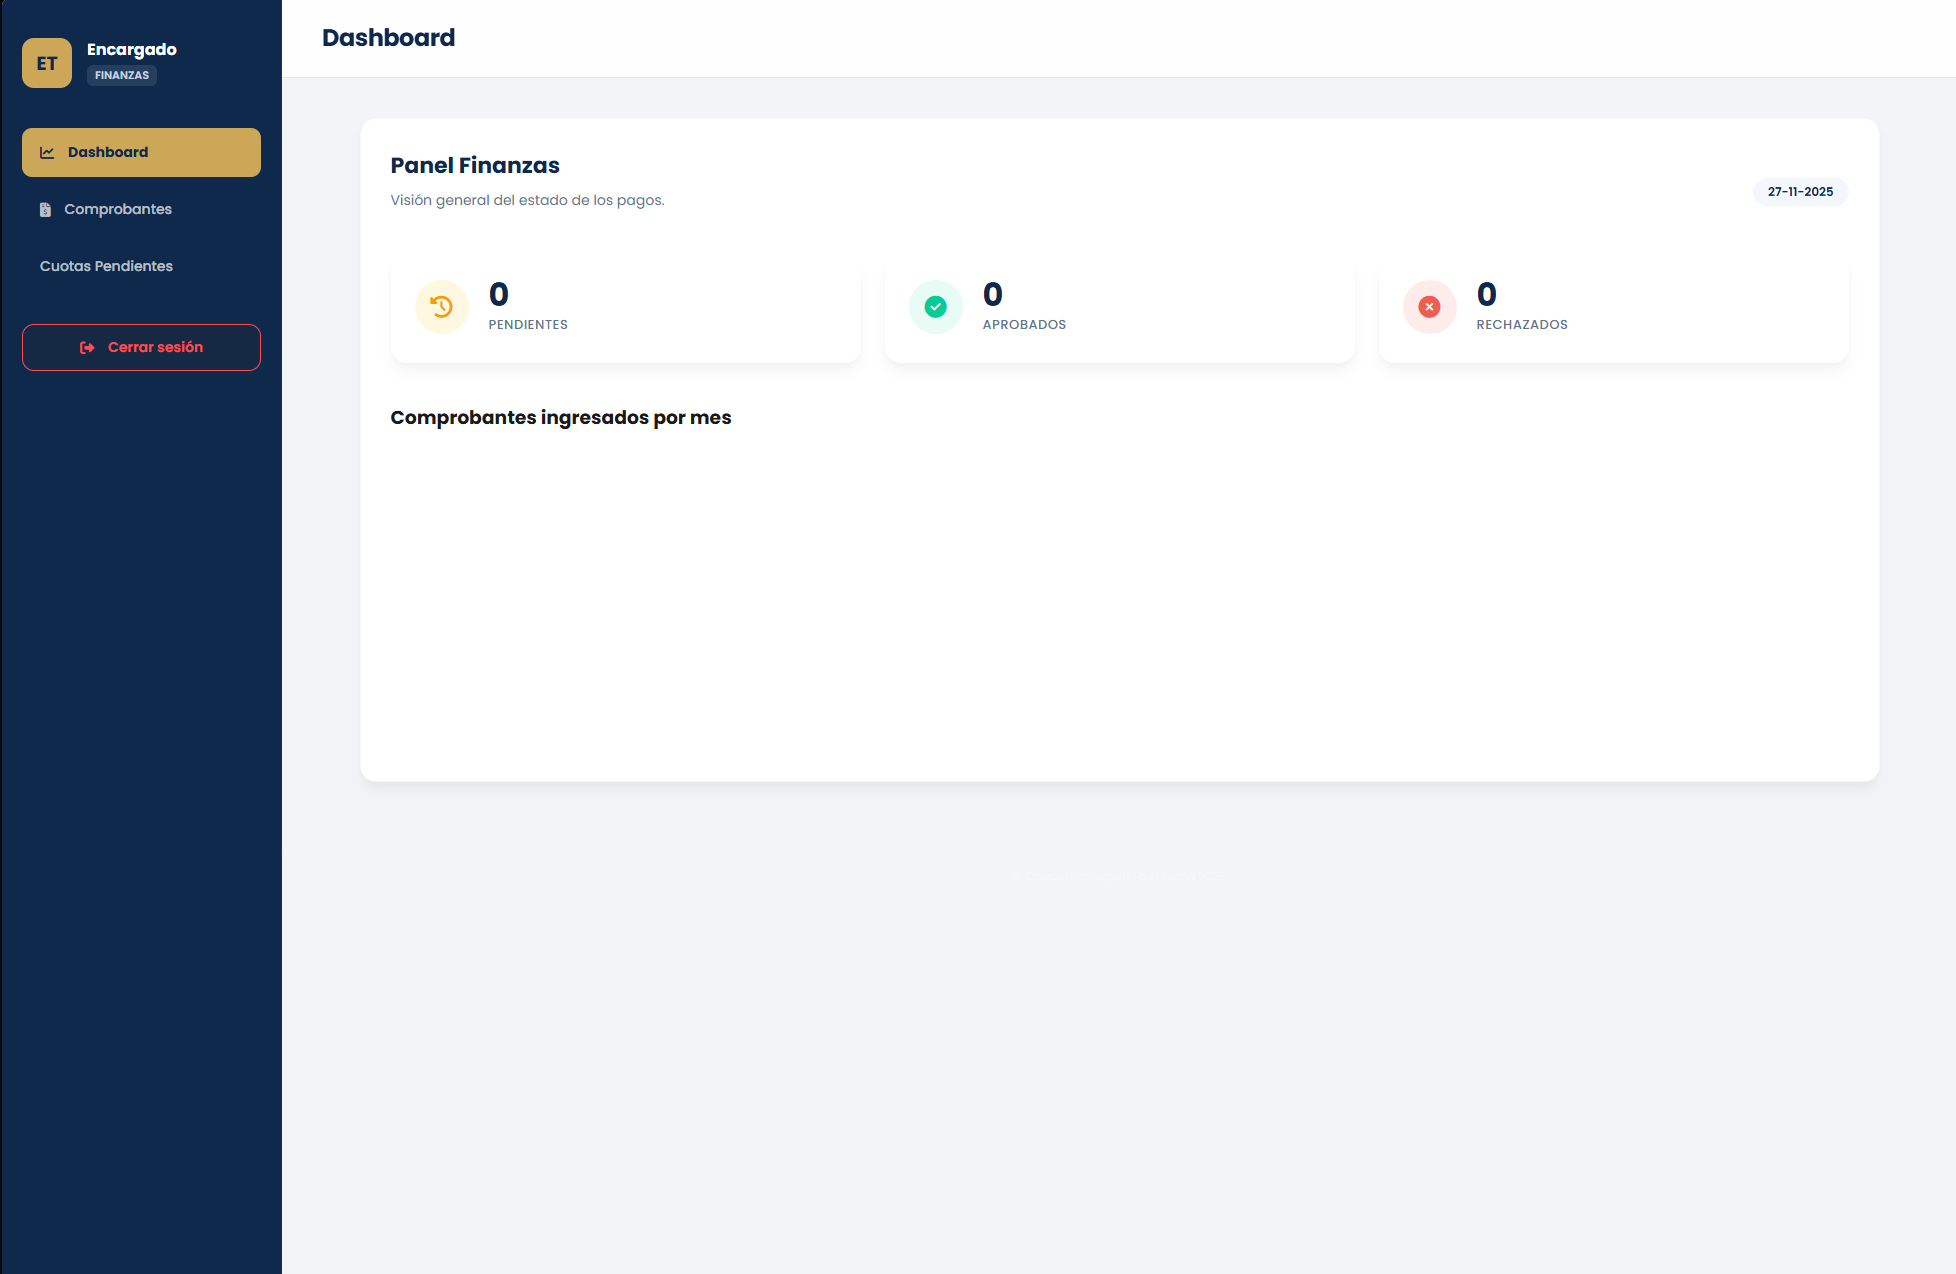 ET
Encargado
FINANZAS
Dashboard
Comprobantes
Cuotas Pendientes
Cerrar sesión
Dashboard
Panel Finanzas
Visión general del estado de los pagos.
27-11-2025
0
PENDIENTES
0
APROBADOS
0
RECHAZADOS
Comprobantes ingresados por mes